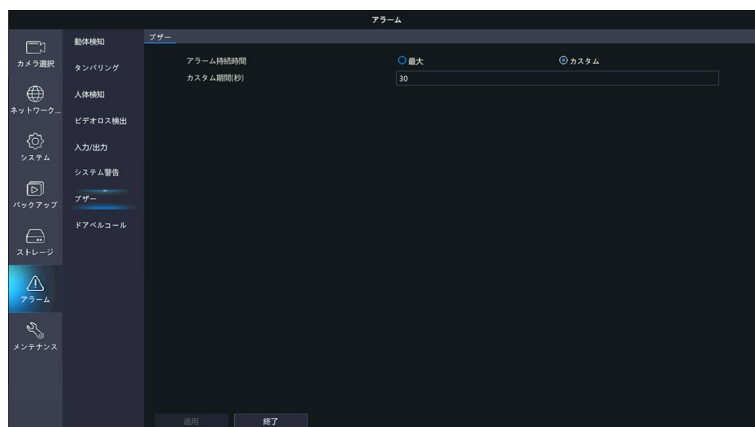 アラーム
カメラ選択
ネットワーク...
システム
バックアップ
ストレージ
アラーム
メンテナンス
動体検知
タンパリング
人体検知
ビデオロス検出
入力/出力
システム警告
ブザー
ドアベルコール
ブザー
アラーム持続時間 最大 カスタム
カスタム期間(秒) 30
適用 終了